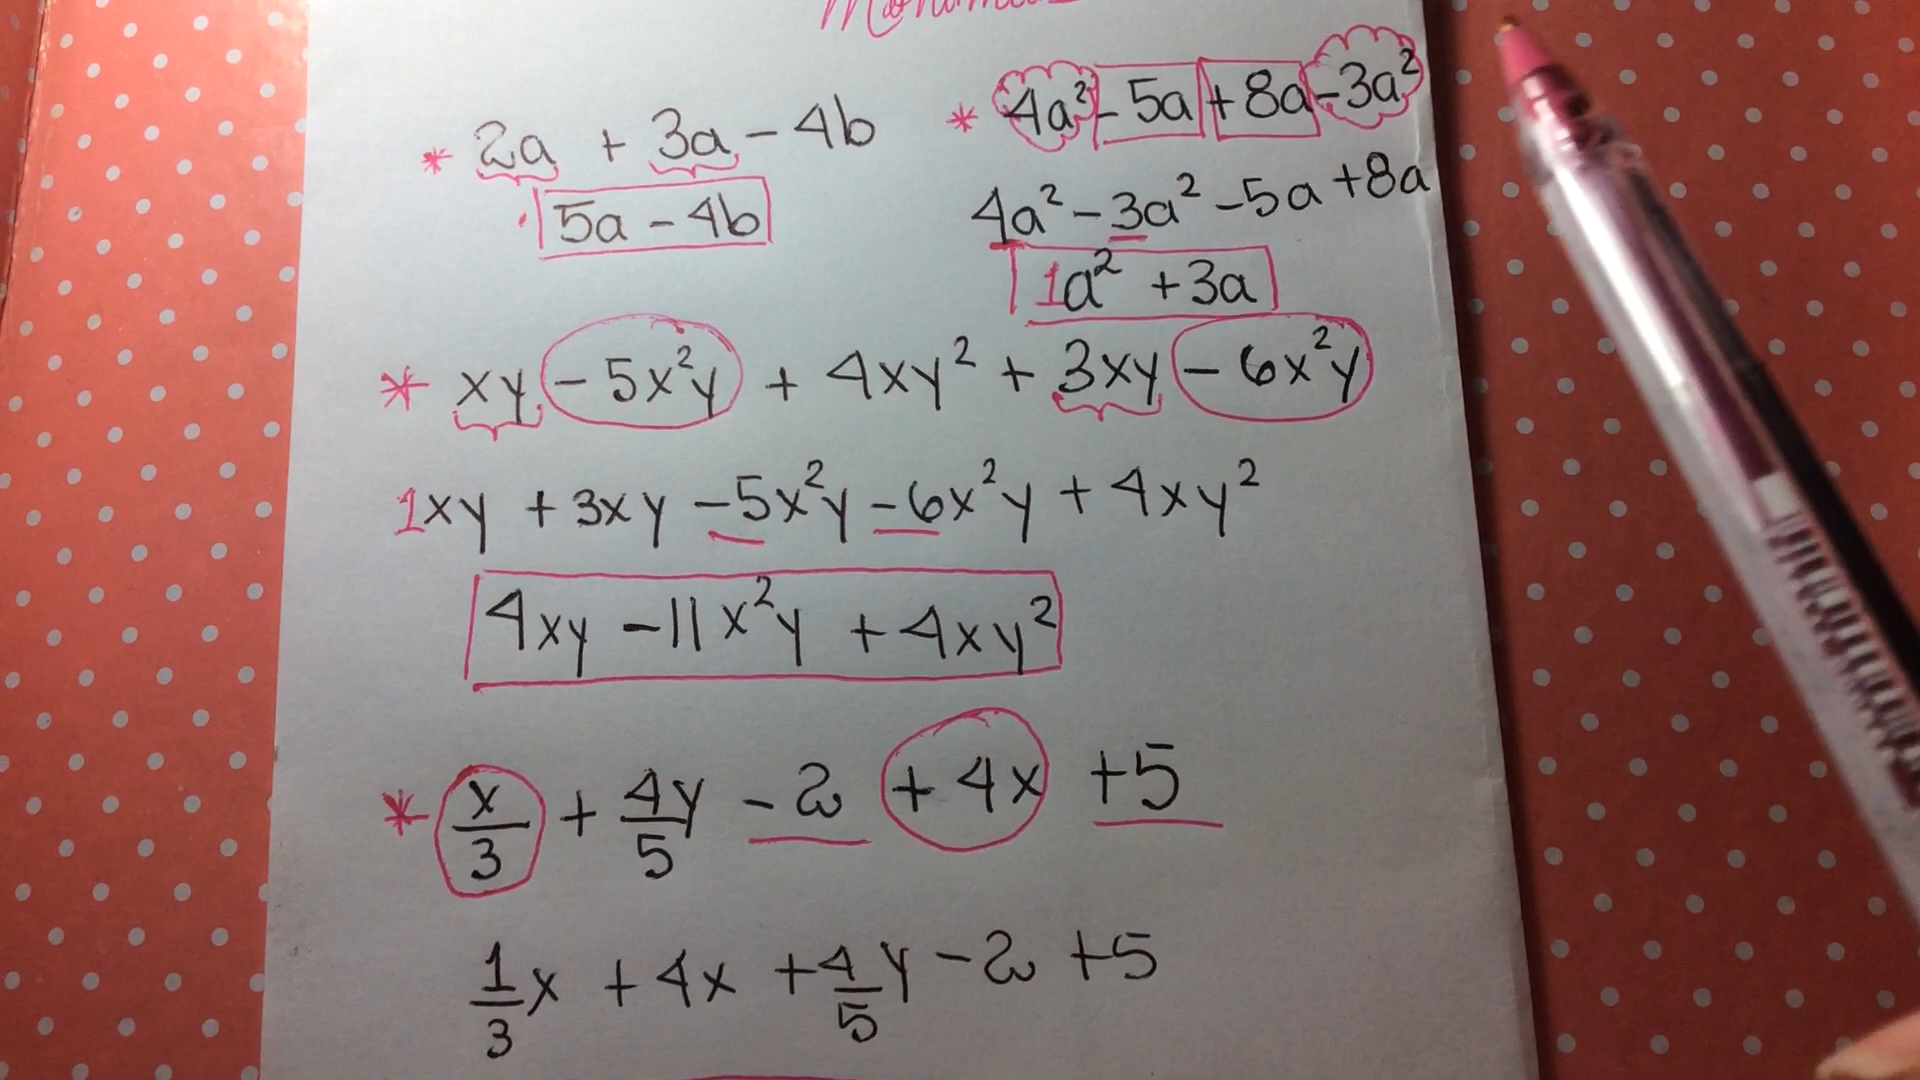 * 2a + 3a - 4b
5a - 4b
* 4a² - 5a + 8a - 3a²
4a² - 3a² - 5a + 8a
1a² + 3a
* xy - 5x²y + 4xy² + 3xy - 6x²y
1xy + 3xy - 5x²y - 6x²y + 4xy²
4xy - 11x²y + 4xy²
* x/3 + 4y/5 - 2 + 4x + 5
1/3 x + 4x + 4/5 y - 2 + 5